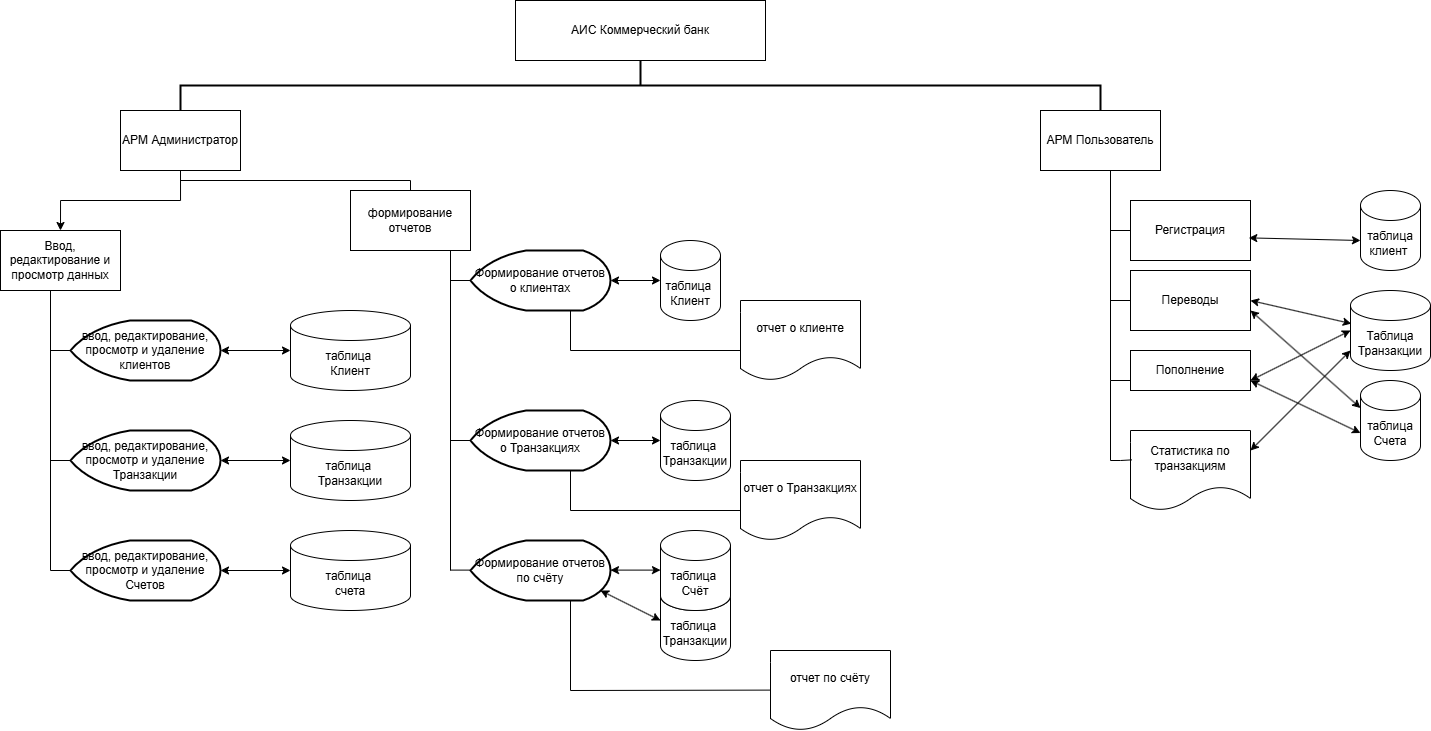 АИС Коммерческий банк
АРМ Администратор
АРМ Пользователь
Ввод,
редактирование и
просмотр данных
формирование
отчетов
ввод, редактирование,
просмотр и удаление
клиентов
таблица
Клиент
ввод, редактирование,
просмотр и удаление
Транзакции
таблица
Транзакции
ввод, редактирование,
просмотр и удаление
Счетов
таблица
счета
Формирование отчетов
о клиентах
таблица
Клиент
отчет о клиенте
Формирование отчетов
о Транзакциях
таблица
Транзакции
отчет о Транзакциях
Формирование отчетов
по счёту
таблица
Счёт
таблица
Транзакции
отчет по счёту
Регистрация
таблица
клиент
Переводы
Таблица
Транзакции
Пополнение
таблица
Счета
Статистика по
транзакциям